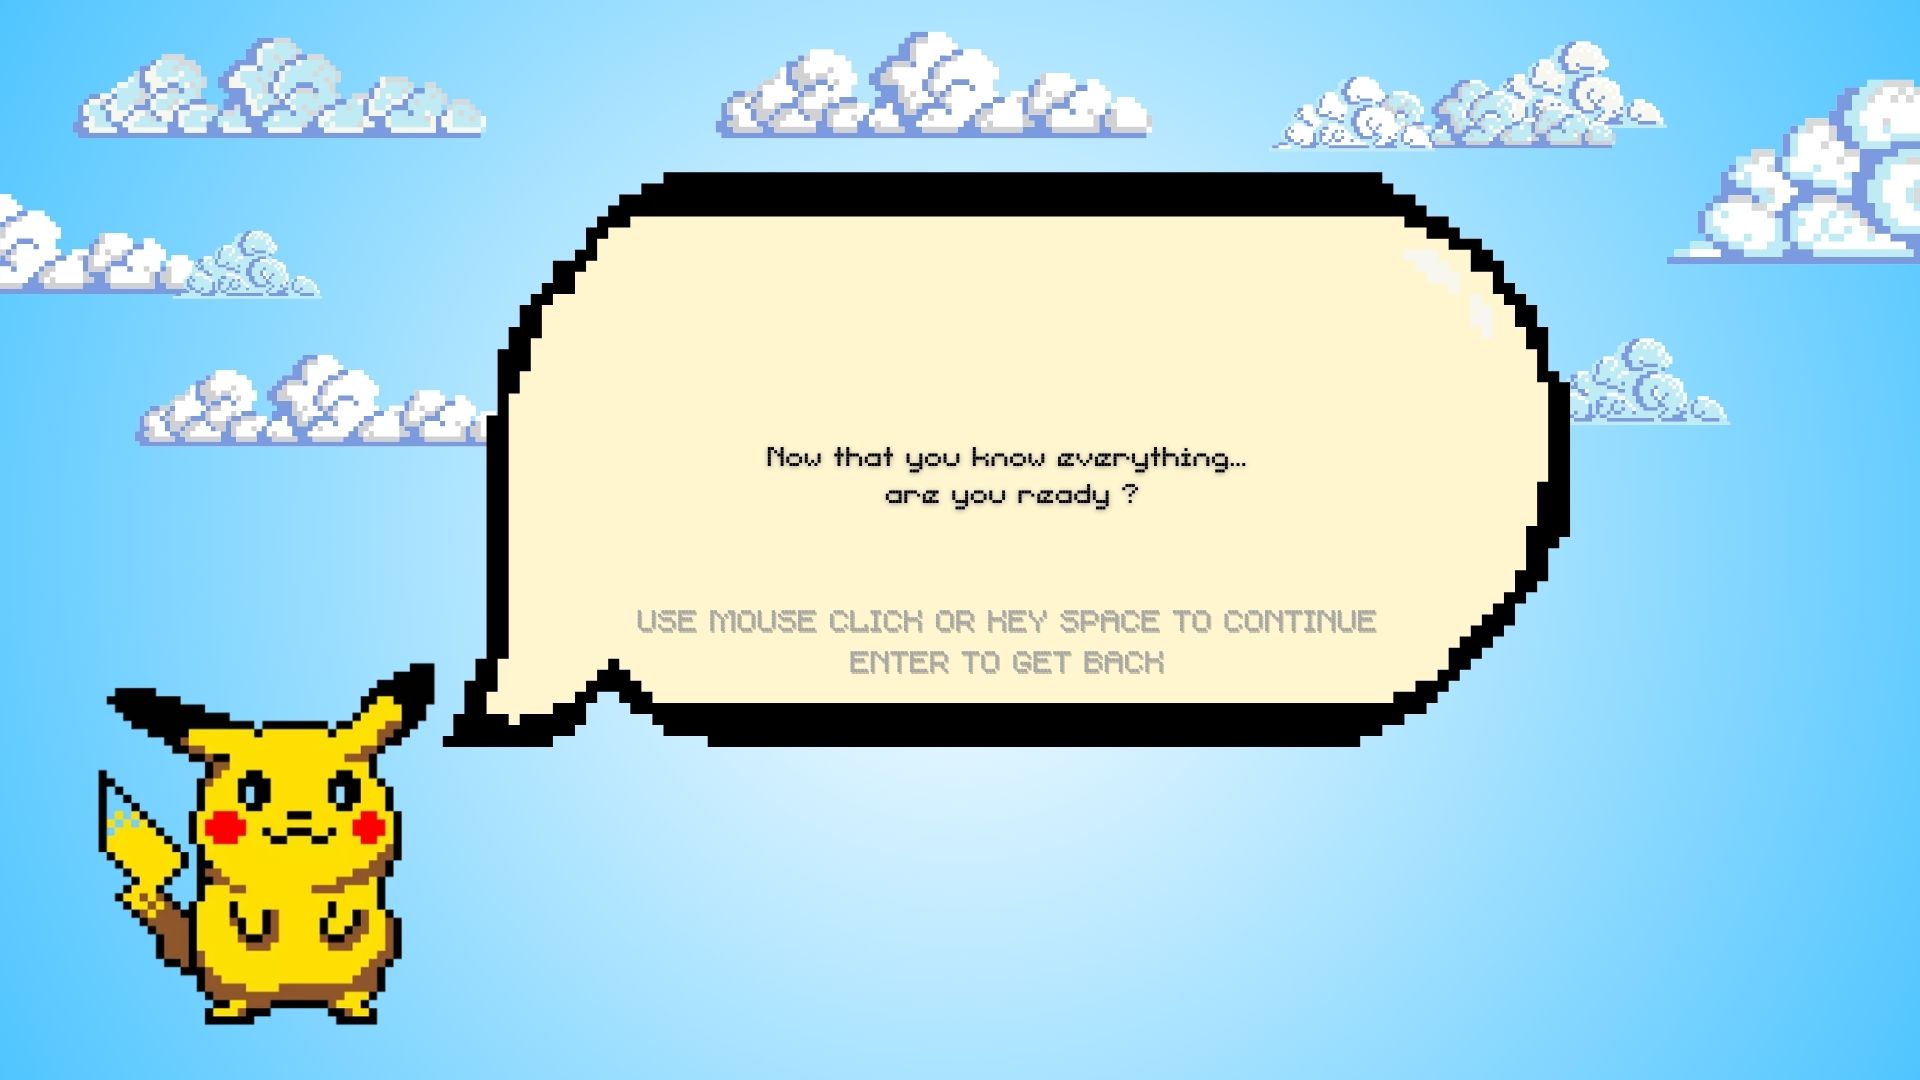 Now that you know everything...
are you ready ?
USE MOUSE CLICK OR KEY SPACE TO CONTINUE
ENTER TO GET BACK